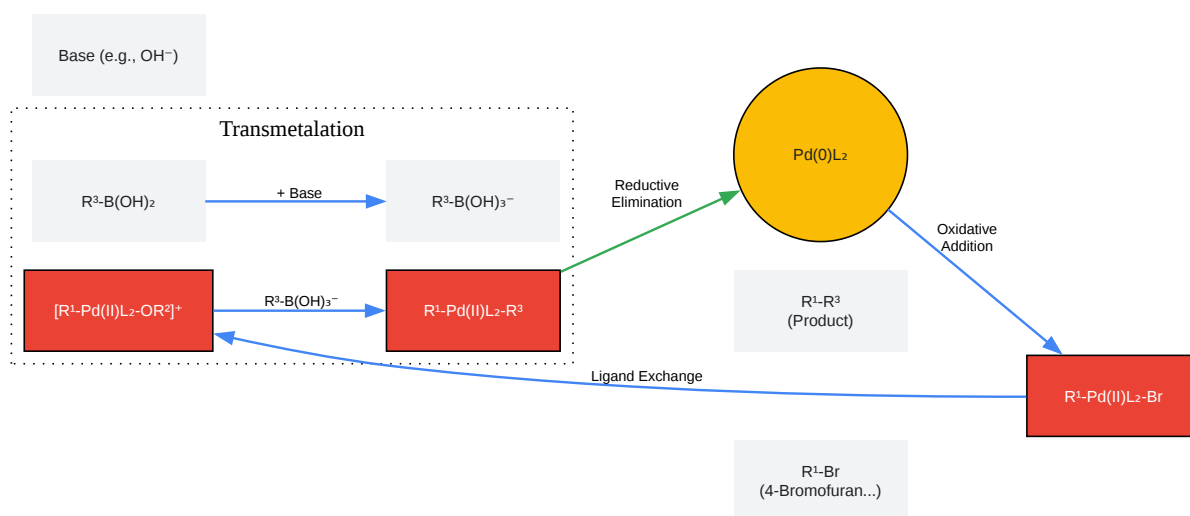 Base (e.g., OH⁻)
Transmetalation
R³-B(OH)₂
+ Base
R³-B(OH)₃⁻
[R¹-Pd(II)L₂-OR²]⁺
R³-B(OH)₃⁻
R¹-Pd(II)L₂-R³
Reductive
Elimination
Pd(0)L₂
Oxidative
Addition
R¹-R³
(Product)
Ligand Exchange
R¹-Pd(II)L₂-Br
R¹-Br
(4-Bromofuran...)